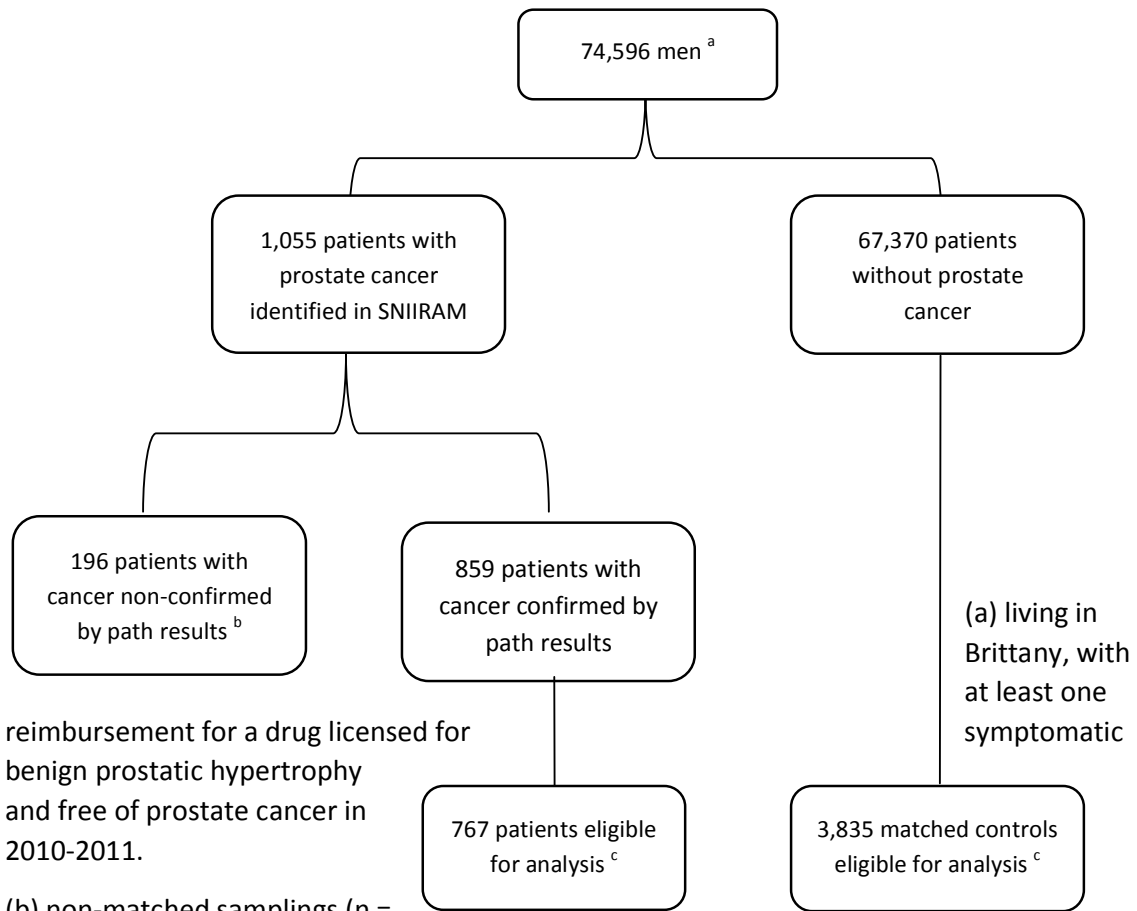 74,596 men a
1,055 patients with
prostate cancer
identified in SNIIRAM
67,370 patients
without prostate
cancer
196 patients with
cancer non-confirmed
by path results b
859 patients with
cancer confirmed by
path results
(a) living in
Brittany, with
at least one
symptomatic
reimbursement for a drug licensed for
benign prostatic hypertrophy
and free of prostate cancer in
2010-2011.
767 patients eligible
for analysis c
3,835 matched controls
eligible for analysis c
(b) non-matched samplings (n =